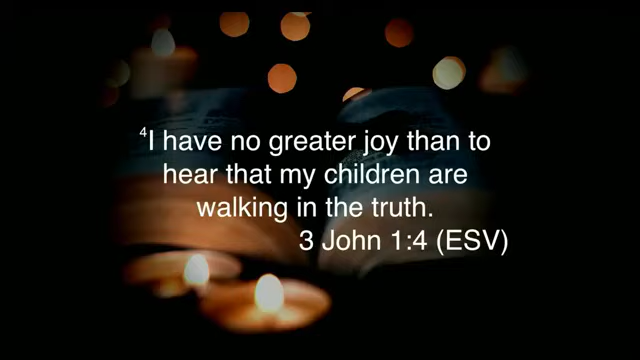 ⁴I have no greater joy than to
hear that my children are
walking in the truth.
3 John 1:4 (ESV)